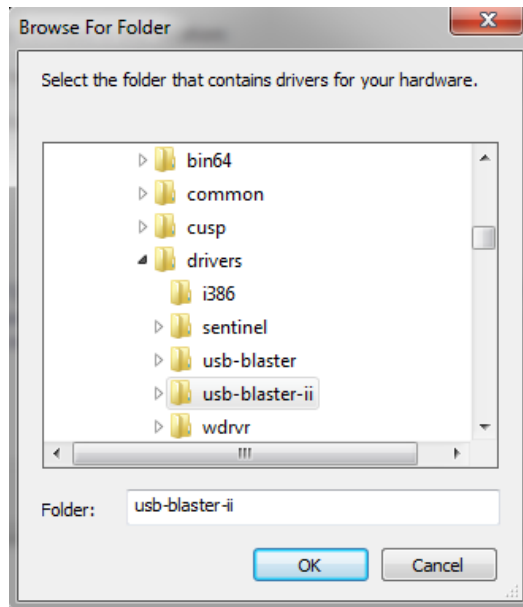 Browse For Folder
Select the folder that contains drivers for your hardware.
bin64
common
cusp
drivers
i386
sentinel
usb-blaster
usb-blaster-ii
wdrvr
Folder: usb-blaster-ii
OK Cancel